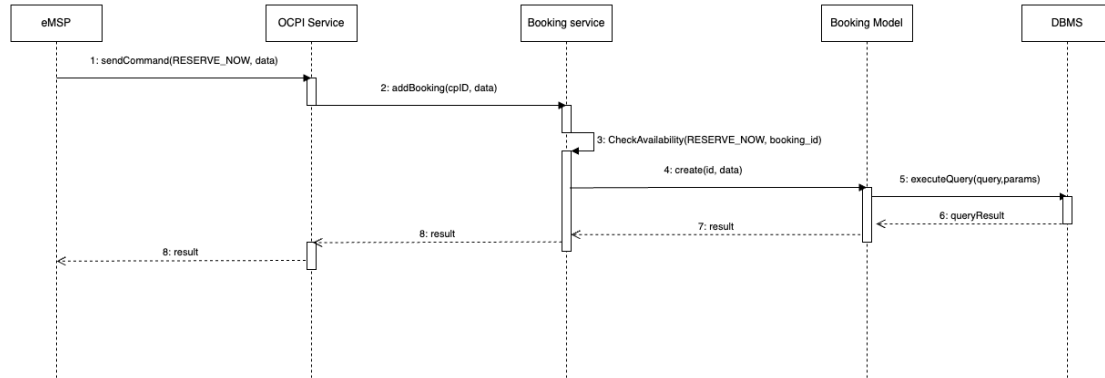 eMSP
OCPI Service
Booking service
Booking Model
DBMS
1: sendCommand(RESERVE_NOW, data)
2: addBooking(cpID, data)
3: CheckAvailability(RESERVE_NOW, booking_id)
4: create(id, data)
5: executeQuery(query,params)
6: queryResult
7: result
8: result
8: result